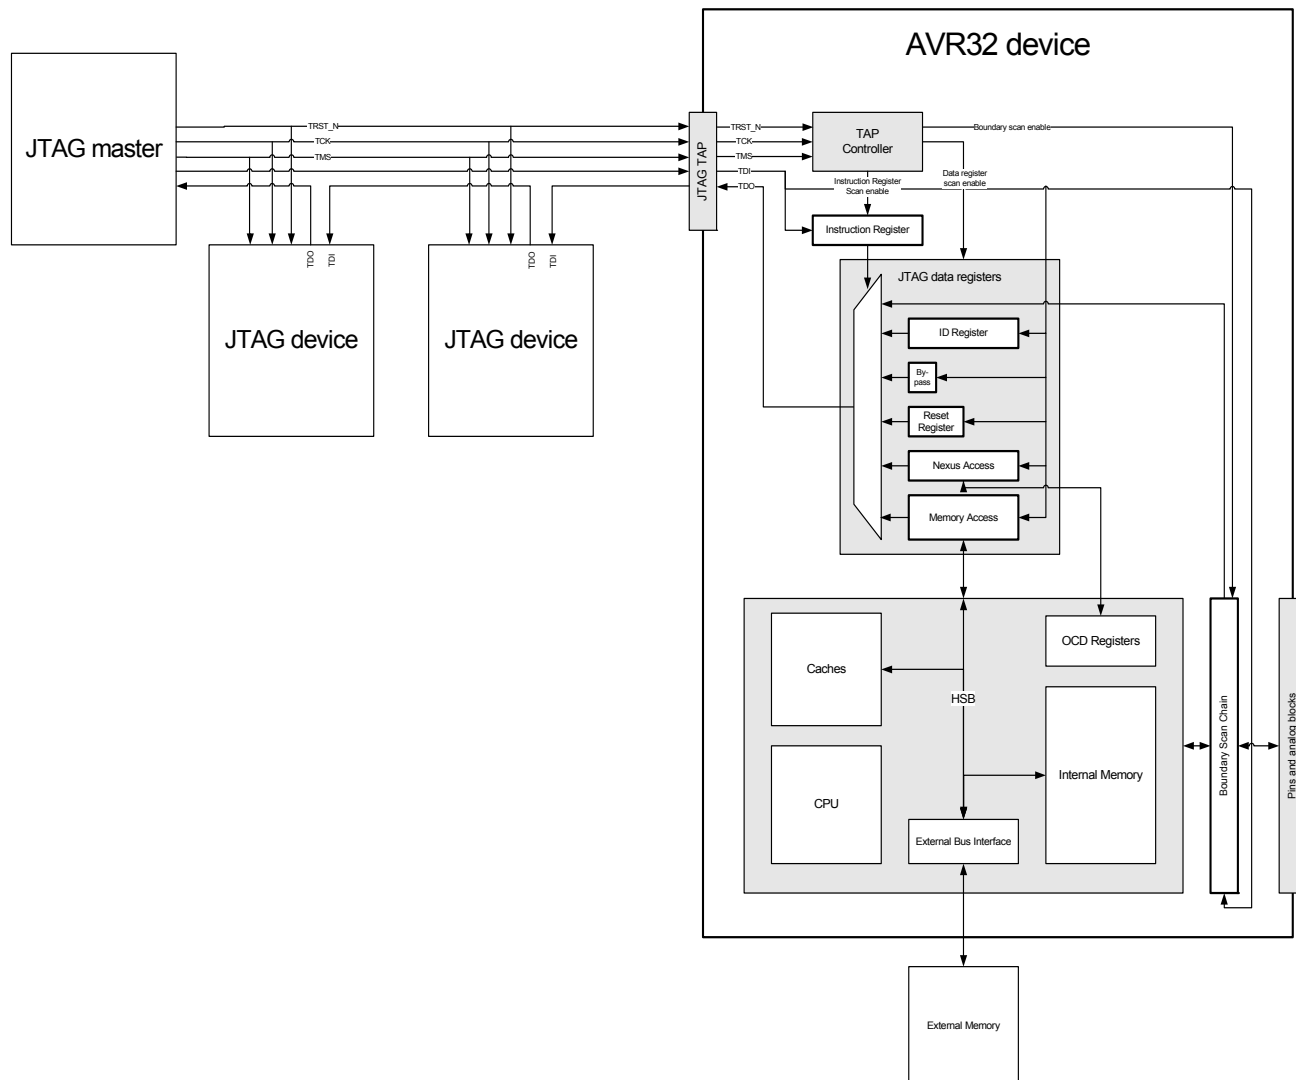 AVR32 device
JTAG master
TRST_N
TCK
TMS
JTAG TAP
TRST_N
TCK
TMS
TDI
TDO
TAP
Controller
Boundary scan enable
Instruction Register
Scan enable
Data register
scan enable
Instruction Register
TDO
TDI
TDO
TDI
JTAG device
JTAG device
JTAG data registers
ID Register
By-
pass
Reset
Register
Nexus Access
Memory Access
Caches
CPU
HSB
OCD Registers
Internal Memory
External Bus Interface
Boundary Scan Chain
Pins and analog blocks
External Memory